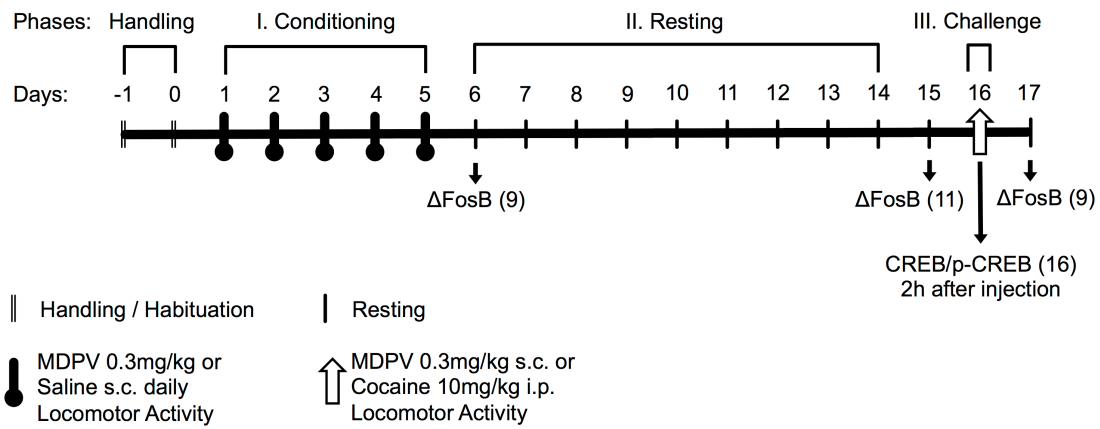 Phases: Handling I. Conditioning II. Resting III. Challenge
Days: -1 0 1 2 3 4 5 6 7 8 9 10 11 12 13 14 15 16 17
ΔFosB (9) ΔFosB (11) ΔFosB (9)
CREB/p-CREB (16)
2h after injection
Handling / Habituation
Resting
MDPV 0.3mg/kg or
Saline s.c. daily
Locomotor Activity
MDPV 0.3mg/kg s.c. or
Cocaine 10mg/kg i.p.
Locomotor Activity